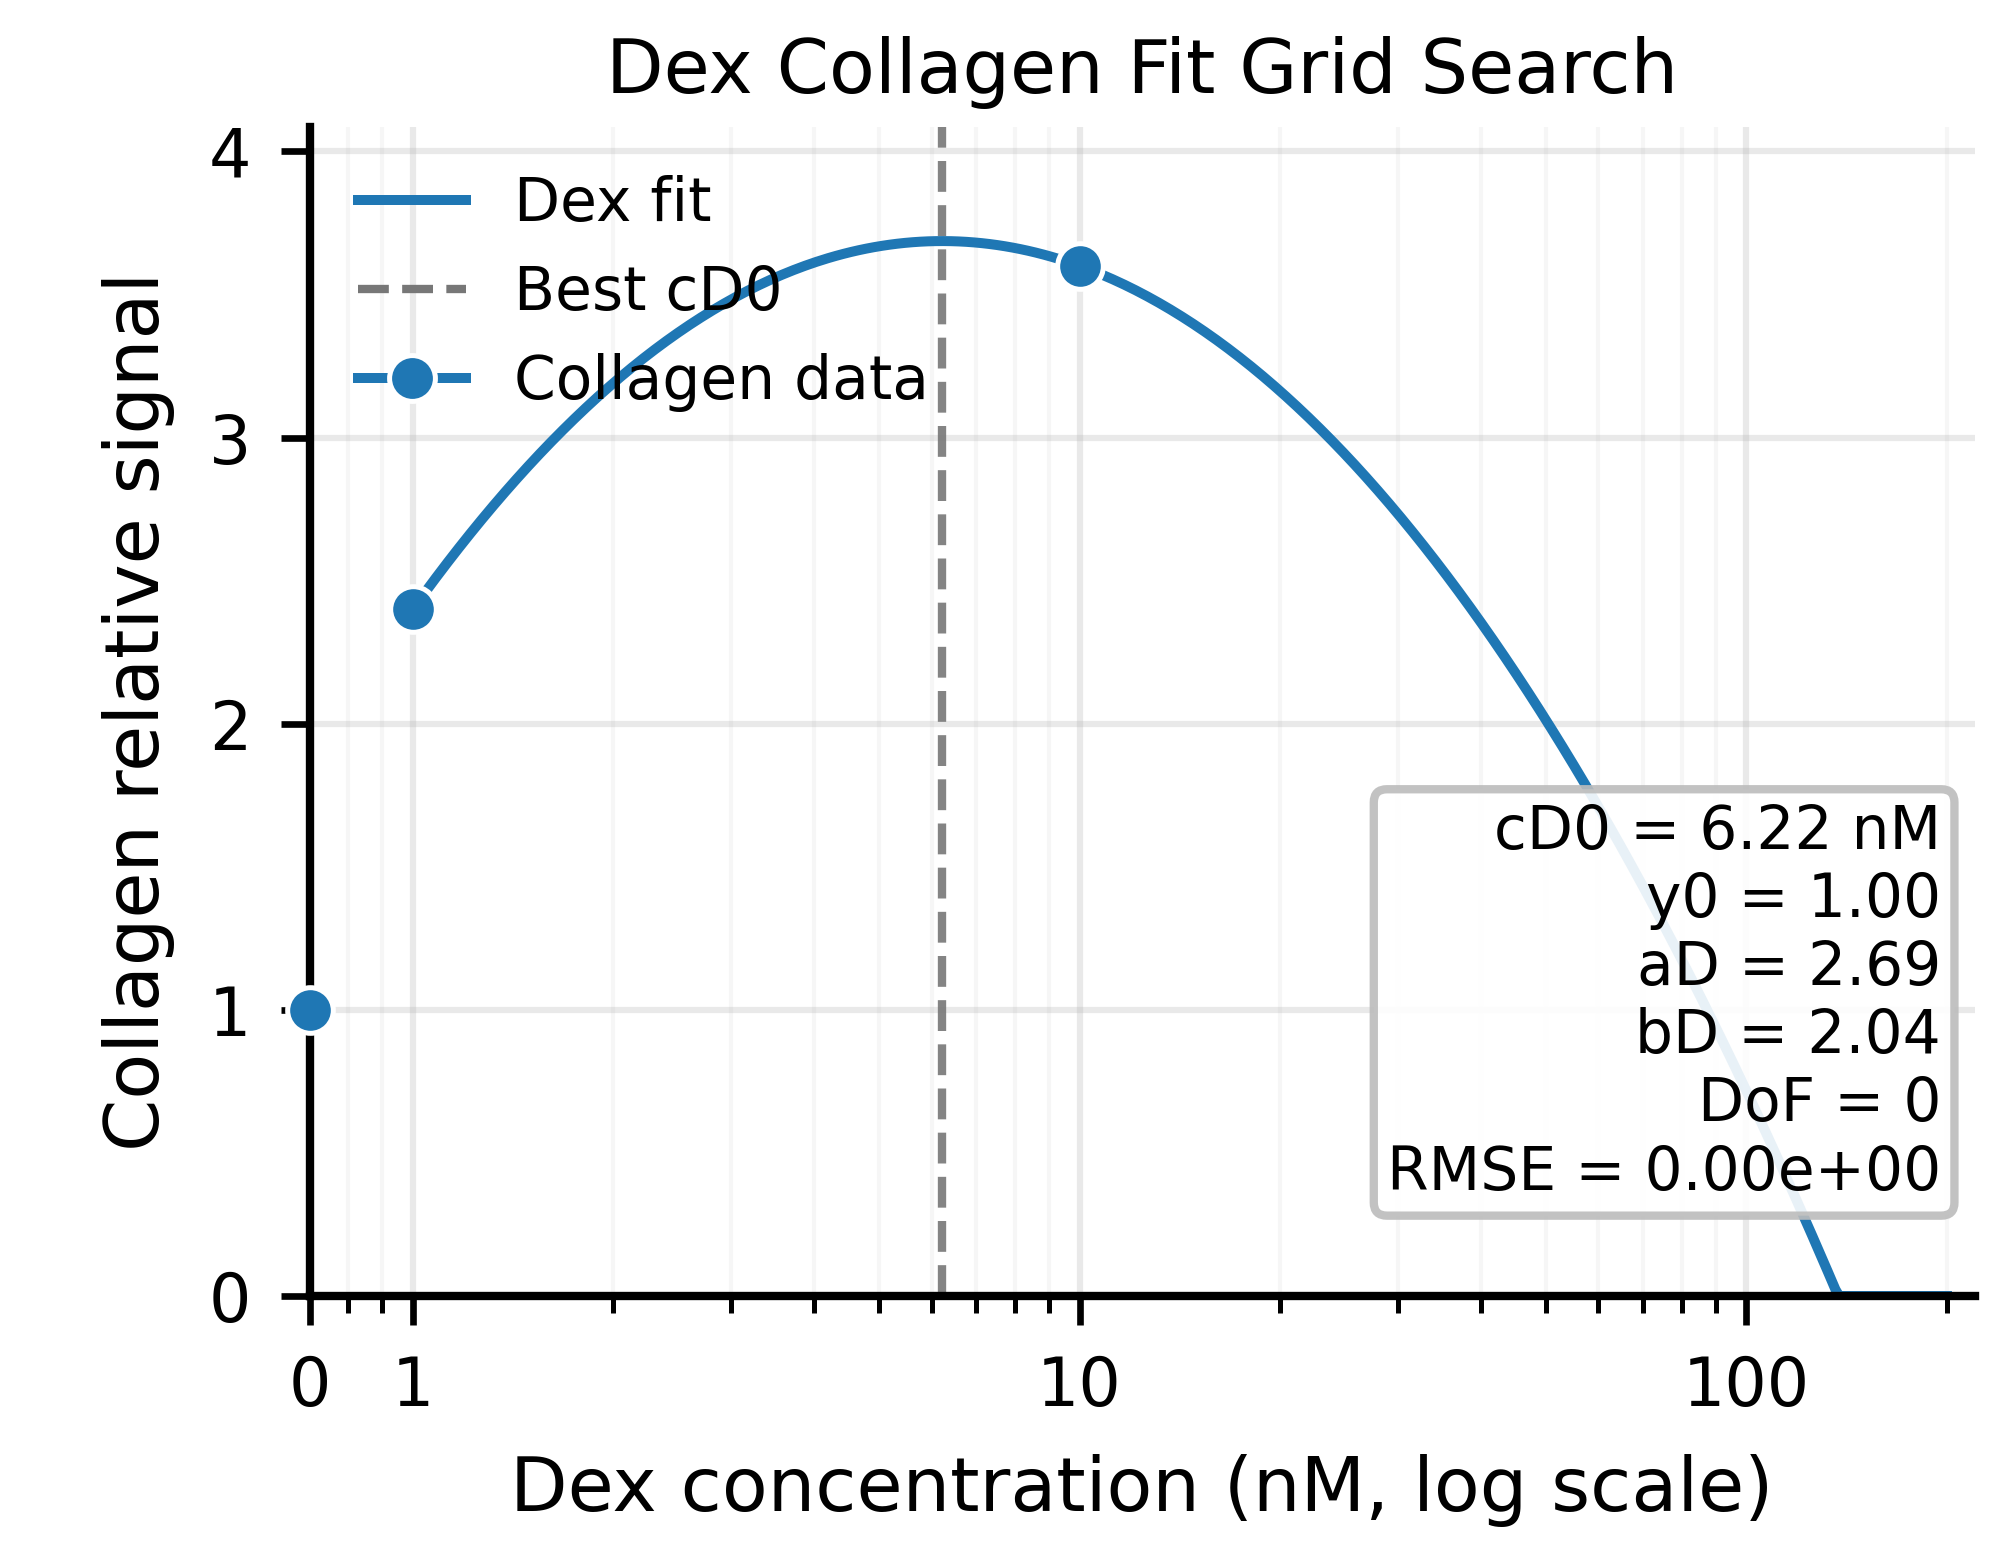 Dex Collagen Fit Grid Search
Collagen relative signal
4
3
2
1
0
Dex fit
Best cD0
Collagen data
cD0 = 6.22 nM
y0 = 1.00
aD = 2.69
bD = 2.04
DoF = 0
RMSE = 0.00e+00
0 1 10 100
Dex concentration (nM, log scale)